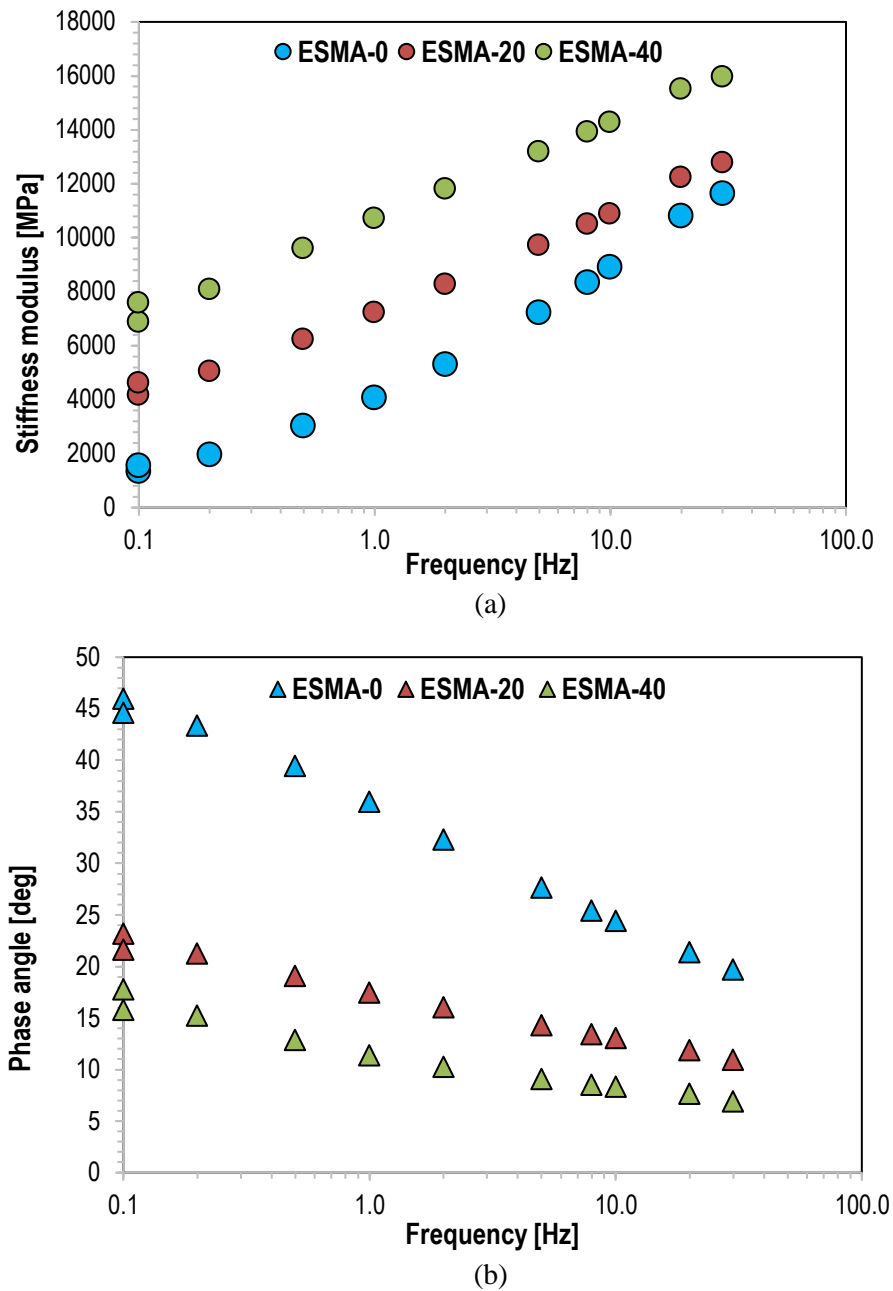 ESMA-0 ESMA-20 ESMA-40
Stiffness modulus [MPa]
18000
16000
14000
12000
10000
8000
6000
4000
2000
0
0.1 1.0 10.0 100.0
Frequency [Hz]
(a)
ESMA-0 ESMA-20 ESMA-40
Phase angle [deg]
50
45
40
35
30
25
20
15
10
5
0
0.1 1.0 10.0 100.0
Frequency [Hz]
(b)